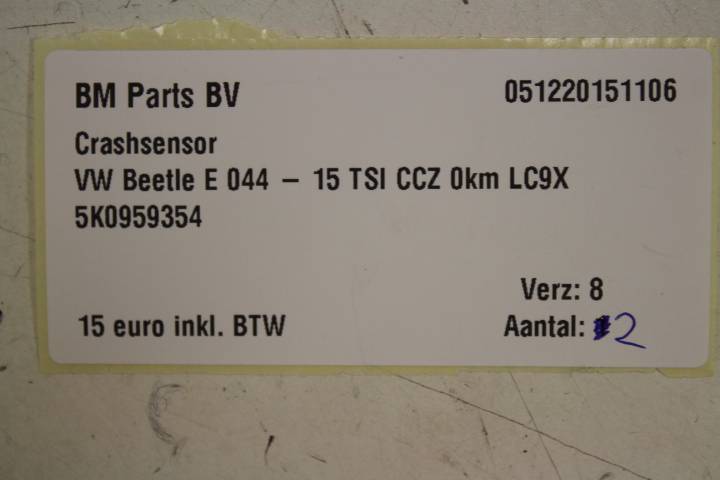 BM Parts BV 051220151106
Crashsensor
VW Beetle E 044 – 15 TSI CCZ 0km LC9X
5K0959354
Verz: 8
15 euro inkl. BTW Aantal: 2